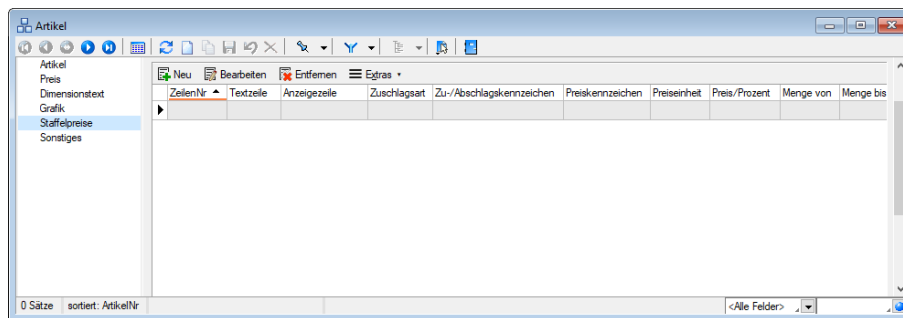 Artikel
Artikel
Preis
Dimensionstext
Grafik
Staffelpreise
Sonstiges
Neu Bearbeiten Entfernen Extras
ZeilenNr Textzeile Anzeigezeile Zuschlagsart Zu-/Abschlagskennzeichen Preiskennzeichen Preiseinheit Preis/Prozent Menge von Menge bis
0 Sätze sortiert: ArtikelNr <Alle Felder>